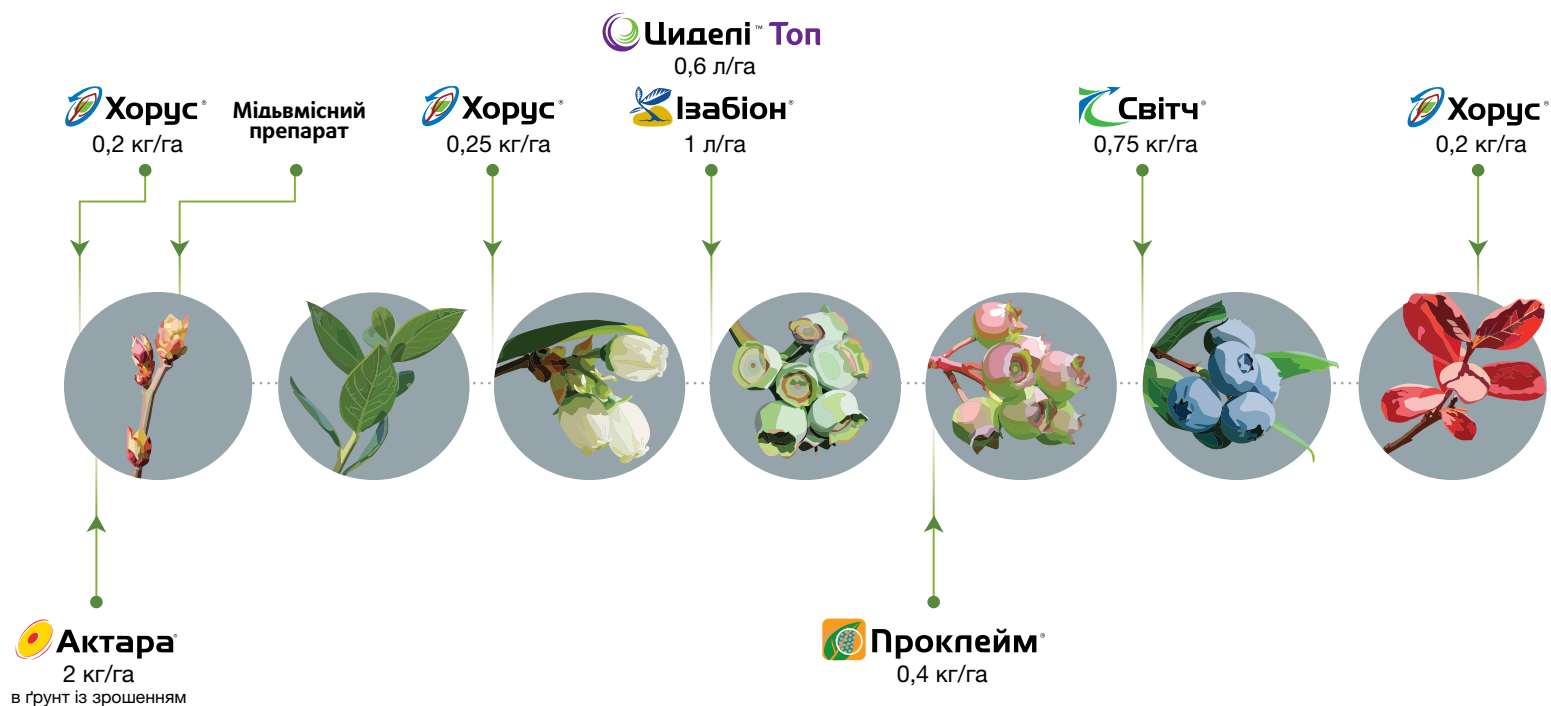 Циделі™ Топ
0,6 л/га
Хорус®
0,2 кг/га
Мідьвмісний
препарат
Хорус®
0,25 кг/га
Ізабіон®
1 л/га
Світч®
0,75 кг/га
Хорус®
0,2 кг/га
Актара®
2 кг/га
в ґрунт із зрошенням
Проклейм®
0,4 кг/га